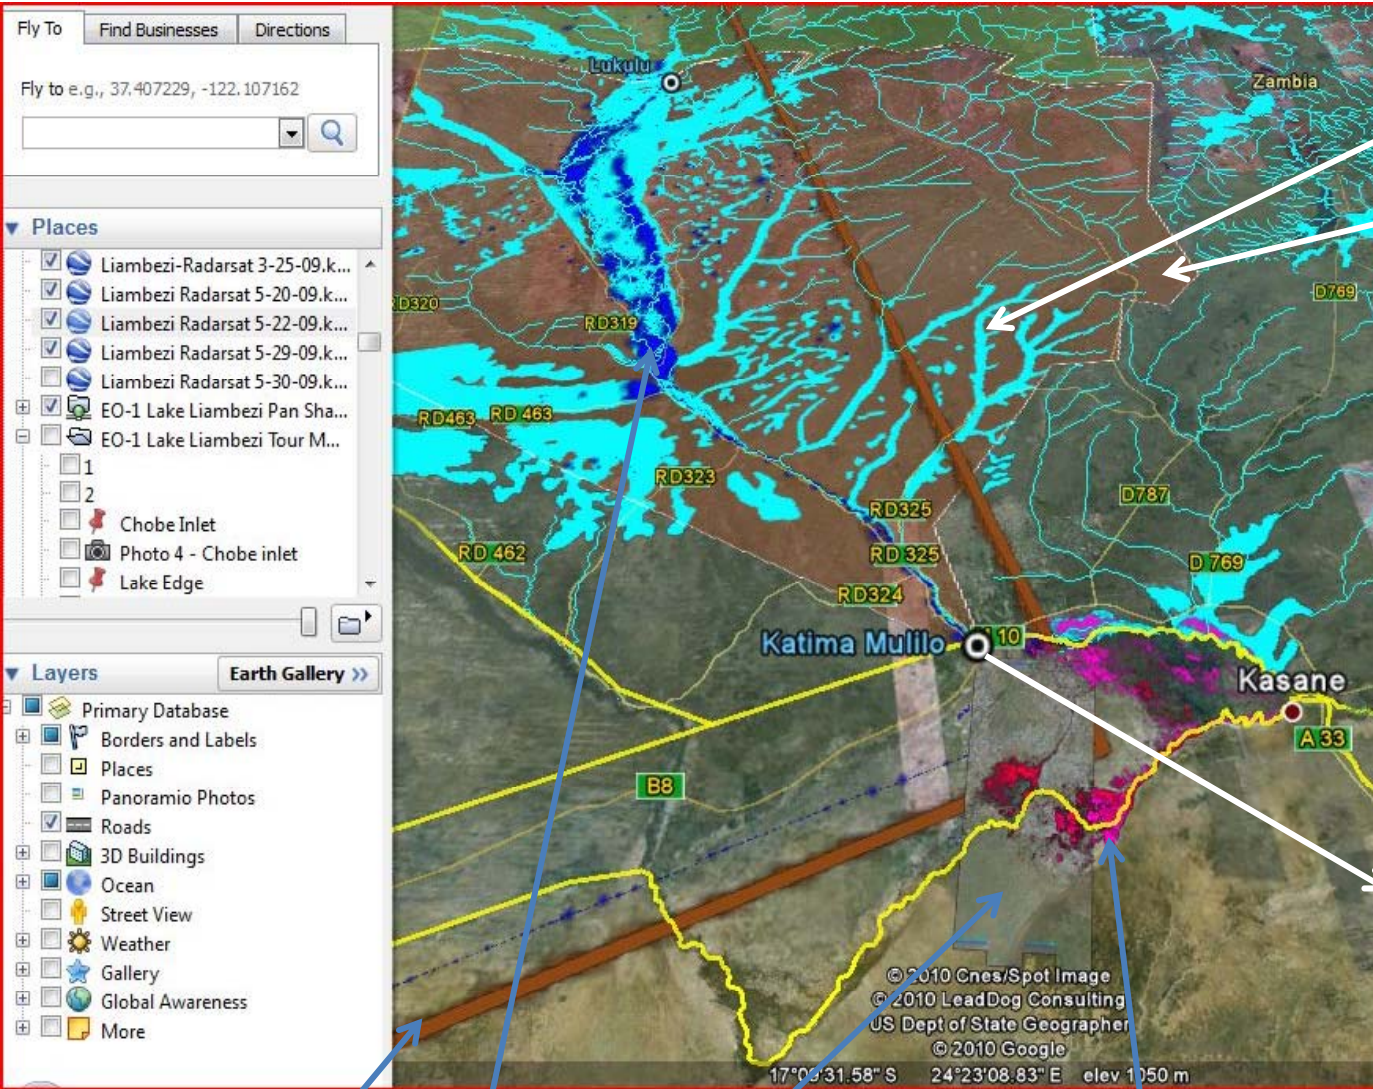 Fly To
Find Businesses
Directions
Fly to e.g., 37.407229, -122.107162
Places
Liambezi-Radarsat 3-25-09.k...
Liambezi Radarsat 5-20-09.k...
Liambezi Radarsat 5-22-09.k...
Liambezi Radarsat 5-29-09.k...
Liambezi Radarsat 5-30-09.k...
EO-1 Lake Liambezi Pan Sha...
EO-1 Lake Liambezi Tour M...
1
2
Chobe Inlet
Photo 4 - Chobe inlet
Lake Edge
Layers
Earth Gallery >>
Primary Database
Borders and Labels
Places
Panoramio Photos
Roads
3D Buildings
Ocean
Street View
Weather
Gallery
Global Awareness
More
Lukulu
Zambia
RD320
RD319
D769
RD463
RD 463
RD323
D787
RD325
RD 462
RD 325
D 769
RD324
Katima Mulilo
10
Kasane
A 33
B8
© 2010 Cnes/Spot Image
© 2010 LeadDog Consulting
US Dept of State Geographer
© 2010 Google
17°09'31.58" S 24°23'08.83" E elev 1050 m